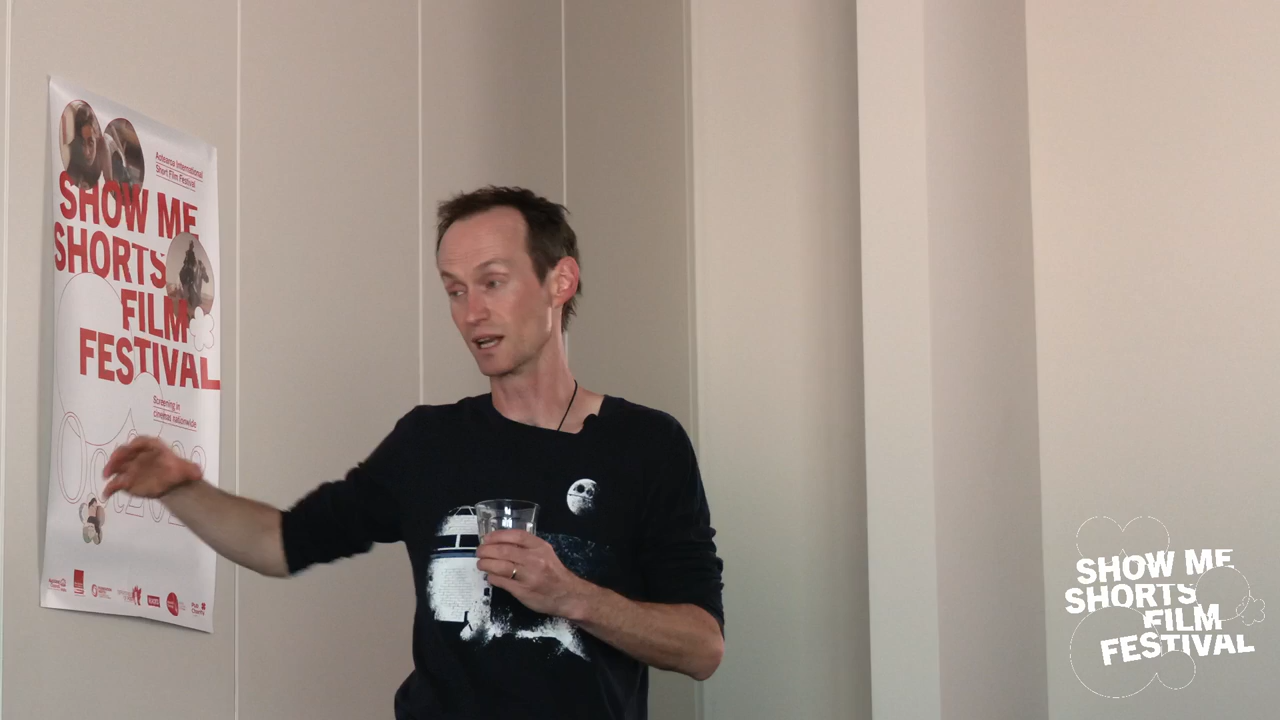 Aotearoa International
Short Film Festival
SHOW ME
SHORTS
FILM
FESTIVAL
Screening in
cinemas nationwide
SHOW ME
SHORTS
FILM
FESTIVAL